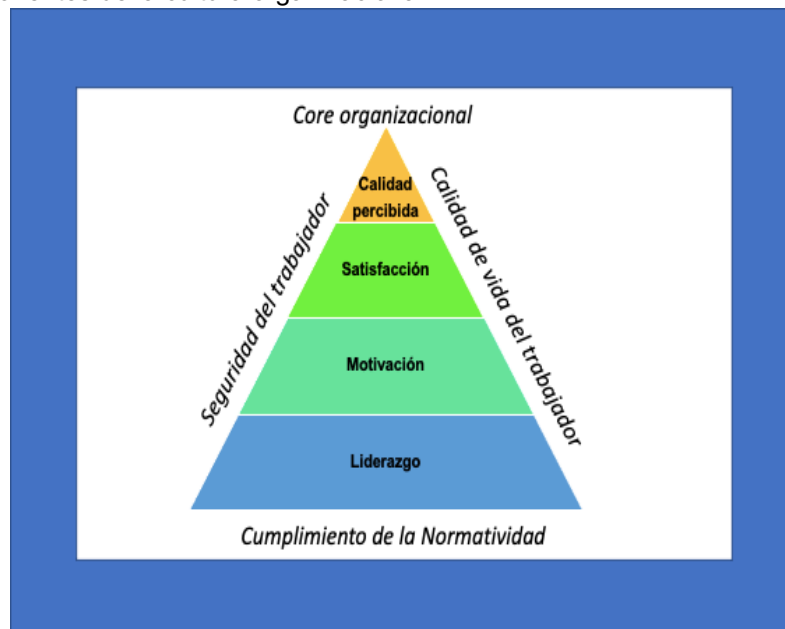 Core organizacional
Calidad
percibida
Seguridad del trabajador
Calidad de vida del trabajador
Satisfacción
Motivación
Liderazgo
Cumplimiento de la Normatividad